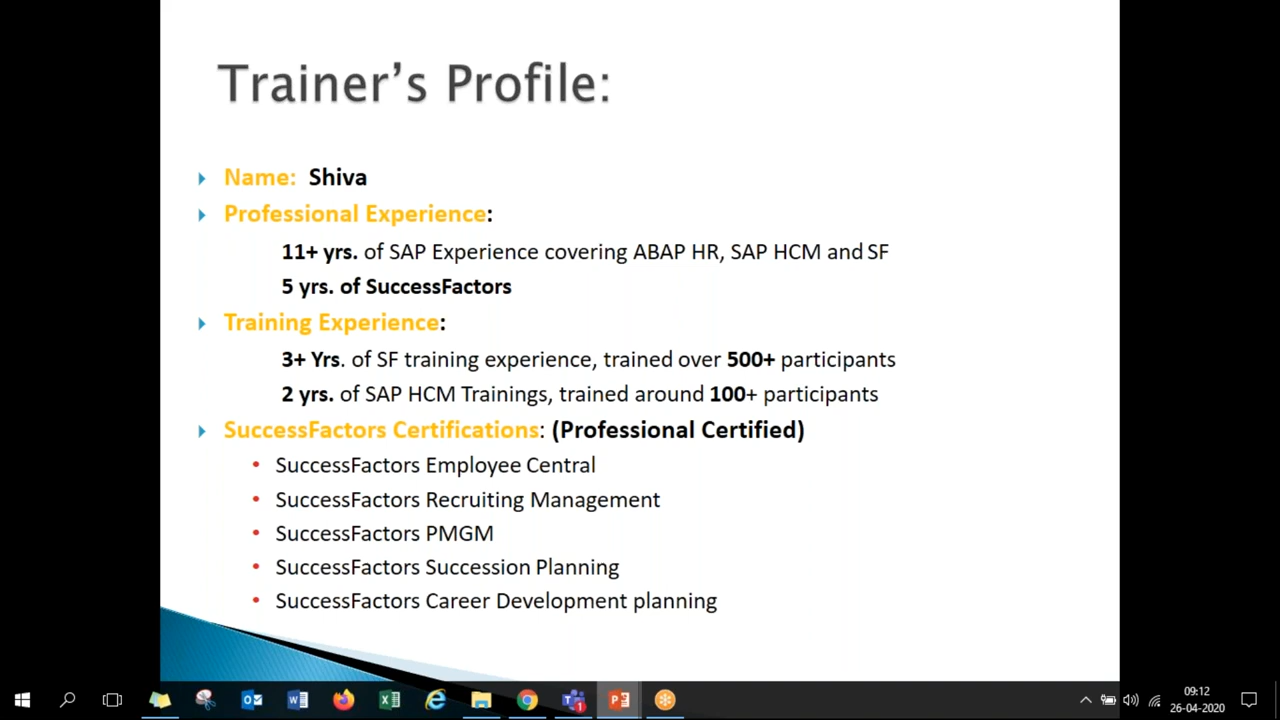 Trainer's Profile:
Name: Shiva
Professional Experience:
11+ yrs. of SAP Experience covering ABAP HR, SAP HCM and SF
5 yrs. of SuccessFactors
Training Experience:
3+ Yrs. of SF training experience, trained over 500+ participants
2 yrs. of SAP HCM Trainings, trained around 100+ participants
SuccessFactors Certifications: (Professional Certified)
SuccessFactors Employee Central
SuccessFactors Recruiting Management
SuccessFactors PMGM
SuccessFactors Succession Planning
SuccessFactors Career Development planning
09:12
26-04-2020